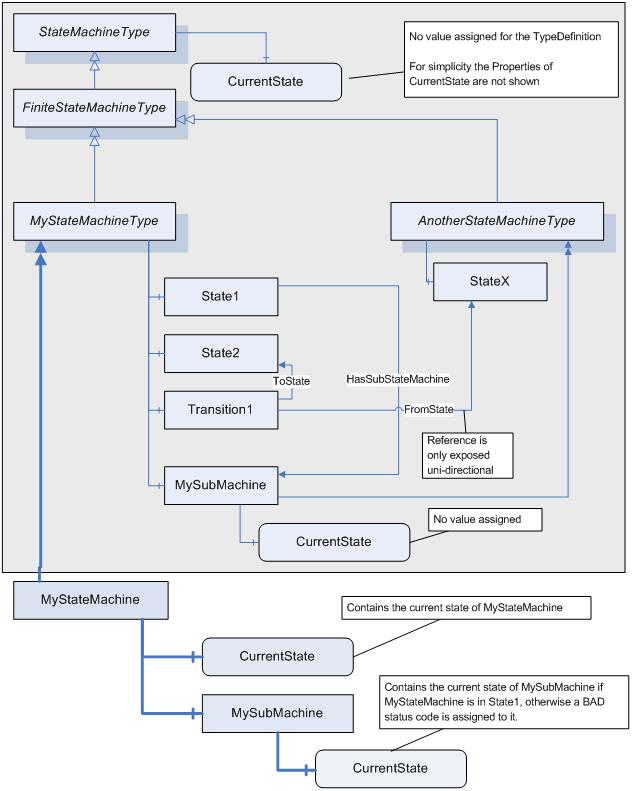 StateMachineType
No value assigned for the TypeDefinition
For simplicity the Properties of
CurrentState are not shown
CurrentState
FiniteStateMachineType
MyStateMachineType
AnotherStateMachineType
StateX
State1
State2
ToState
HasSubStateMachine
Transition1
FromState
Reference is
only exposed
uni-directional
MySubMachine
No value assigned
CurrentState
MyStateMachine
Contains the current state of MyStateMachine
CurrentState
Contains the current state of MySubMachine if
MyStateMachine is in State1, otherwise a BAD
status code is assigned to it.
MySubMachine
CurrentState